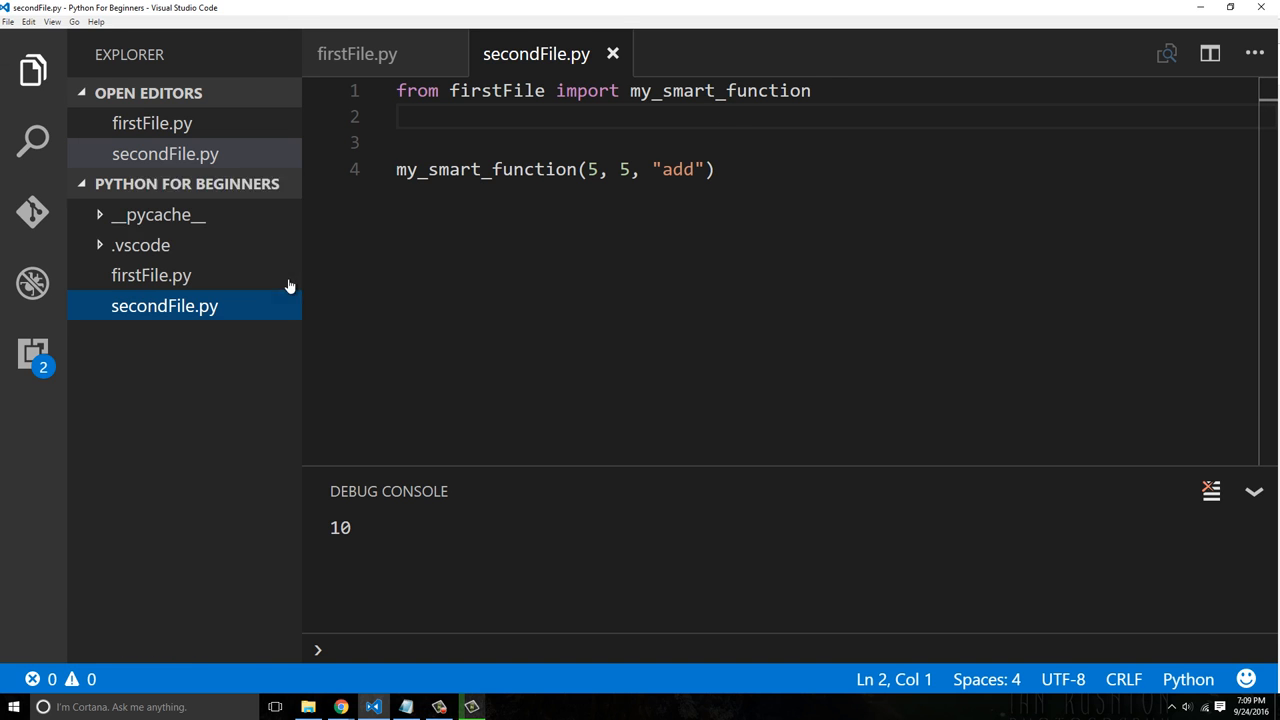 secondFile.py - Python For Beginners - Visual Studio Code
File Edit View Go Help
EXPLORER
OPEN EDITORS
firstFile.py
secondFile.py
PYTHON FOR BEGINNERS
__pycache__
.vscode
firstFile.py
secondFile.py
2
firstFile.py secondFile.py
1 from firstFile import my_smart_function
2
3
4 my_smart_function(5, 5, "add")
DEBUG CONSOLE
10
0 0 Ln 2, Col 1 Spaces: 4 UTF-8 CRLF Python
I'm Cortana. Ask me anything.
7:09 PM
9/24/2016